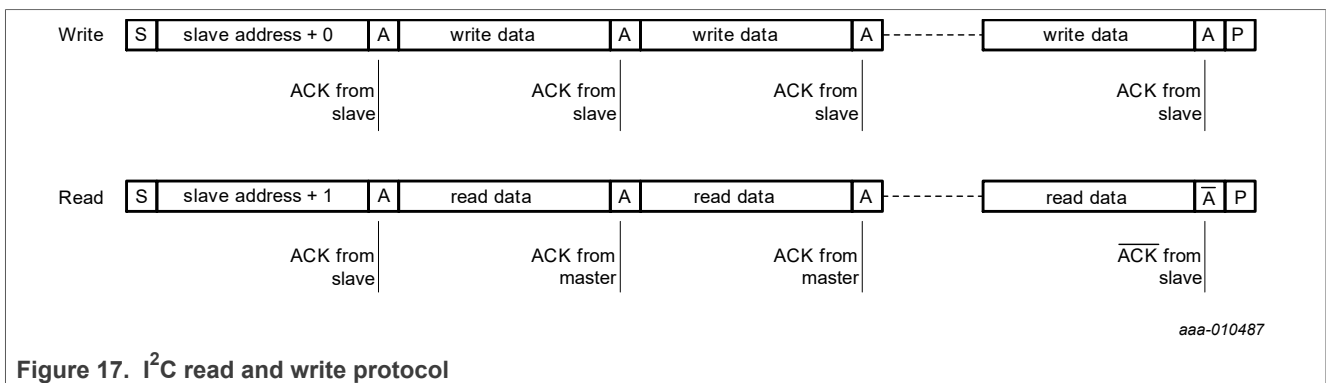 Write S slave address + 0 A write data A write data A write data A P
ACK from slave ACK from slave ACK from slave ACK from slave
Read S slave address + 1 A read data A read data A read data A̅ P
ACK from slave ACK from master ACK from master A̅C̅K̅ from slave
aaa-010487
Figure 17. I²C read and write protocol